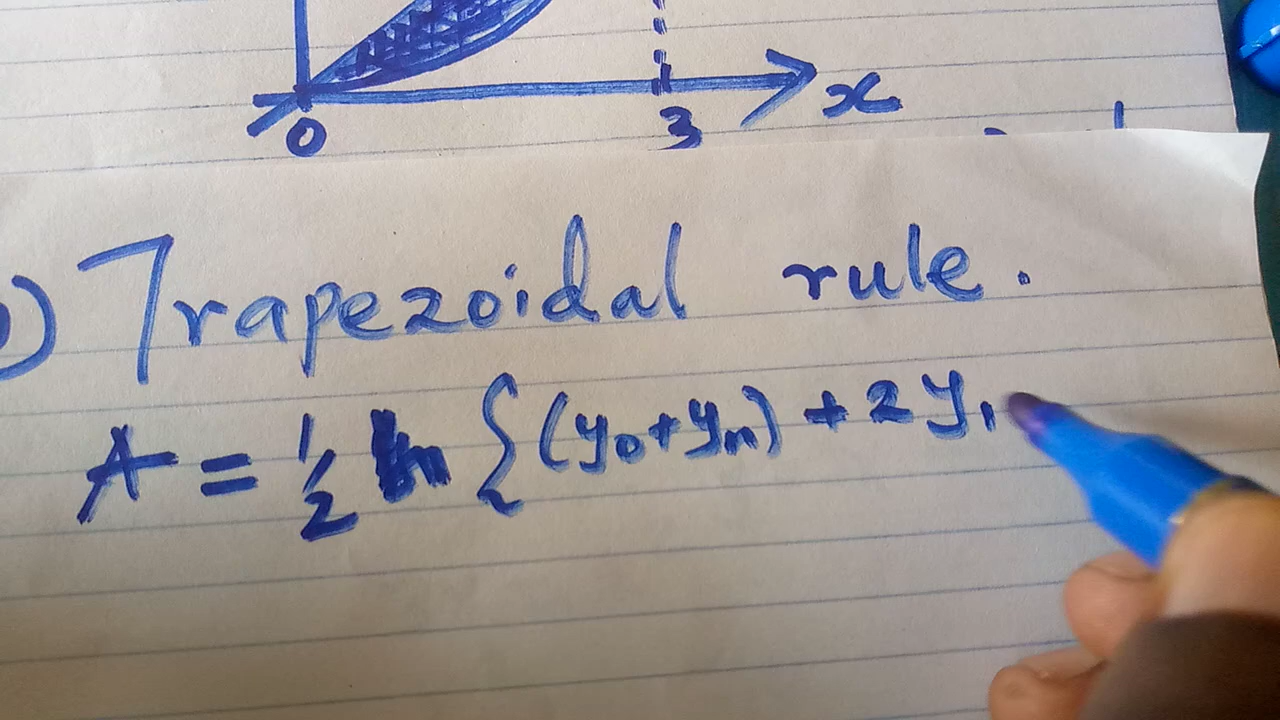 x
0 3
) Trapezoidal rule.
A = 1/2 h {(y₀+yₙ) + 2y₁